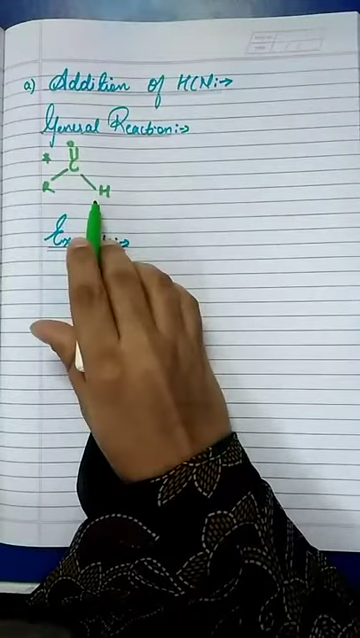 a) Addition of HCN:→
General Reaction:→
*
O
C
R
H